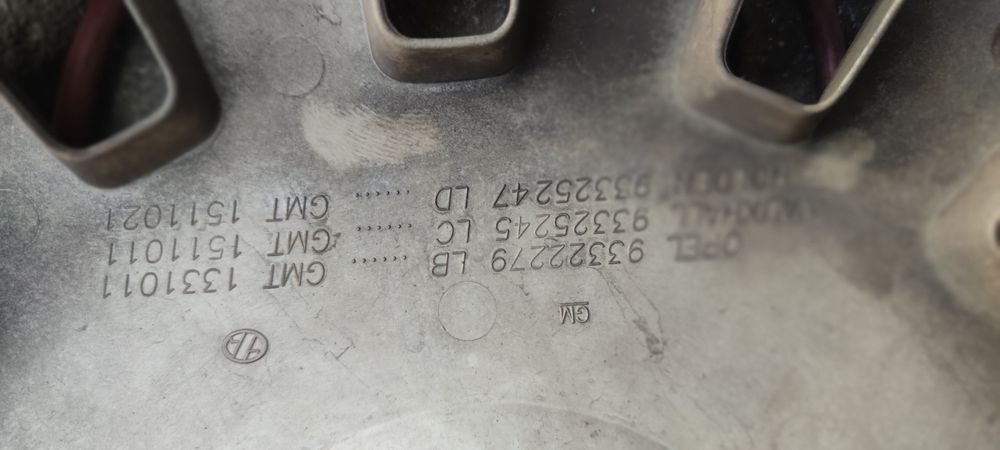 GM
OPEL 93322279 LB ...... ...... GMT 1331011
VAUXHALL 93325245 LC ...... ...... GMT 1511011
HOLDEN 93325247 LD ...... ...... GMT 1511021